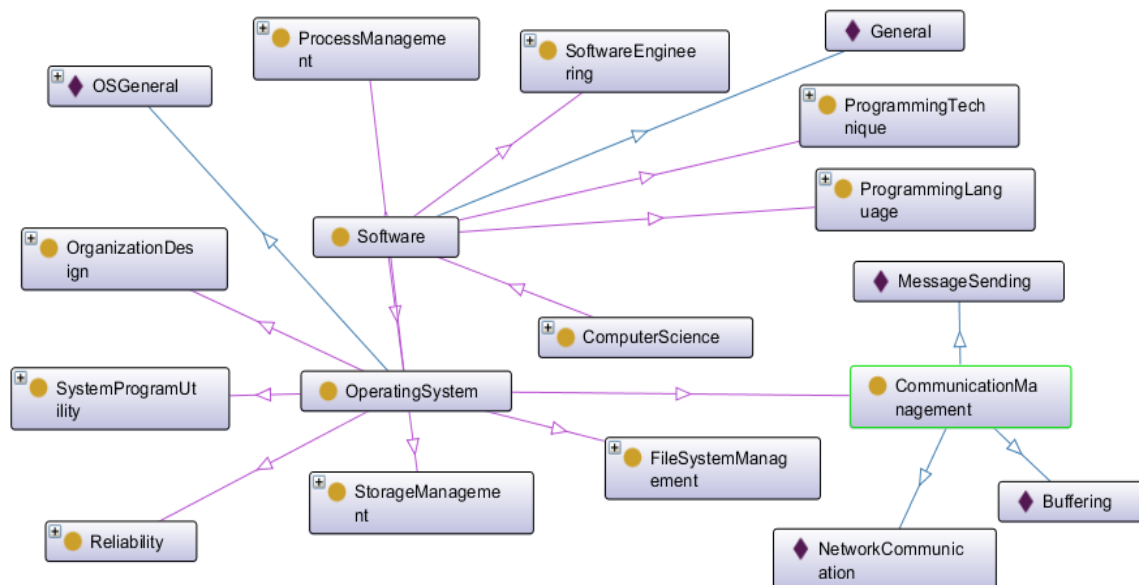 ProcessManageme
nt
SoftwareEnginee
ring
General
OSGeneral
ProgrammingTech
nique
ProgrammingLang
uage
OrganizationDes
ign
Software
MessageSending
ComputerScience
SystemProgramUt
ility
OperatingSystem
CommunicationMa
nagement
FileSystemManag
ement
StorageManageme
nt
Buffering
Reliability
NetworkCommunic
ation